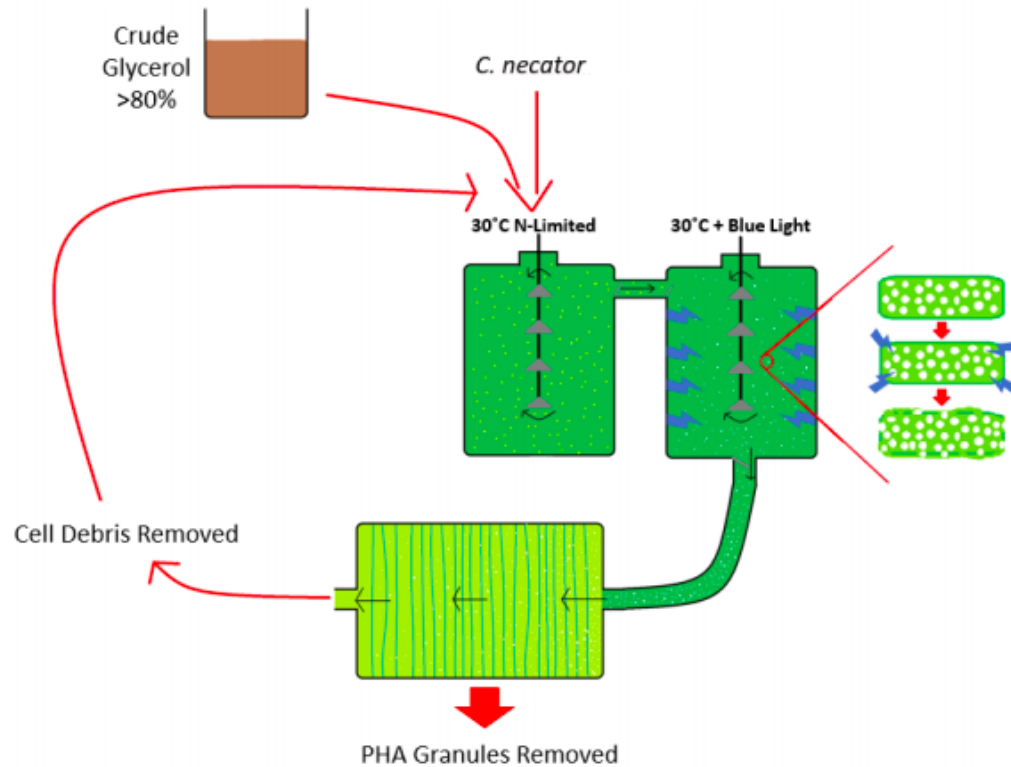 Crude
Glycerol
>80%
C. necator
30˚C N-Limited
30˚C + Blue Light
Cell Debris Removed
PHA Granules Removed